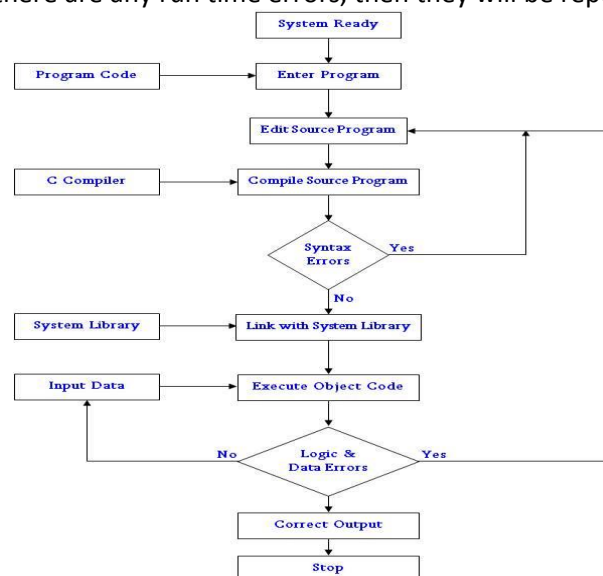 here are any run time errors, then they will be rep
System Ready
Program Code
Enter Program
Edit Source Program
C Compiler
Compile Source Program
Syntax
Errors
Yes
No
System Library
Link with System Library
Input Data
Execute Object Code
No
Logic &
Data Errors
Yes
Correct Output
Stop